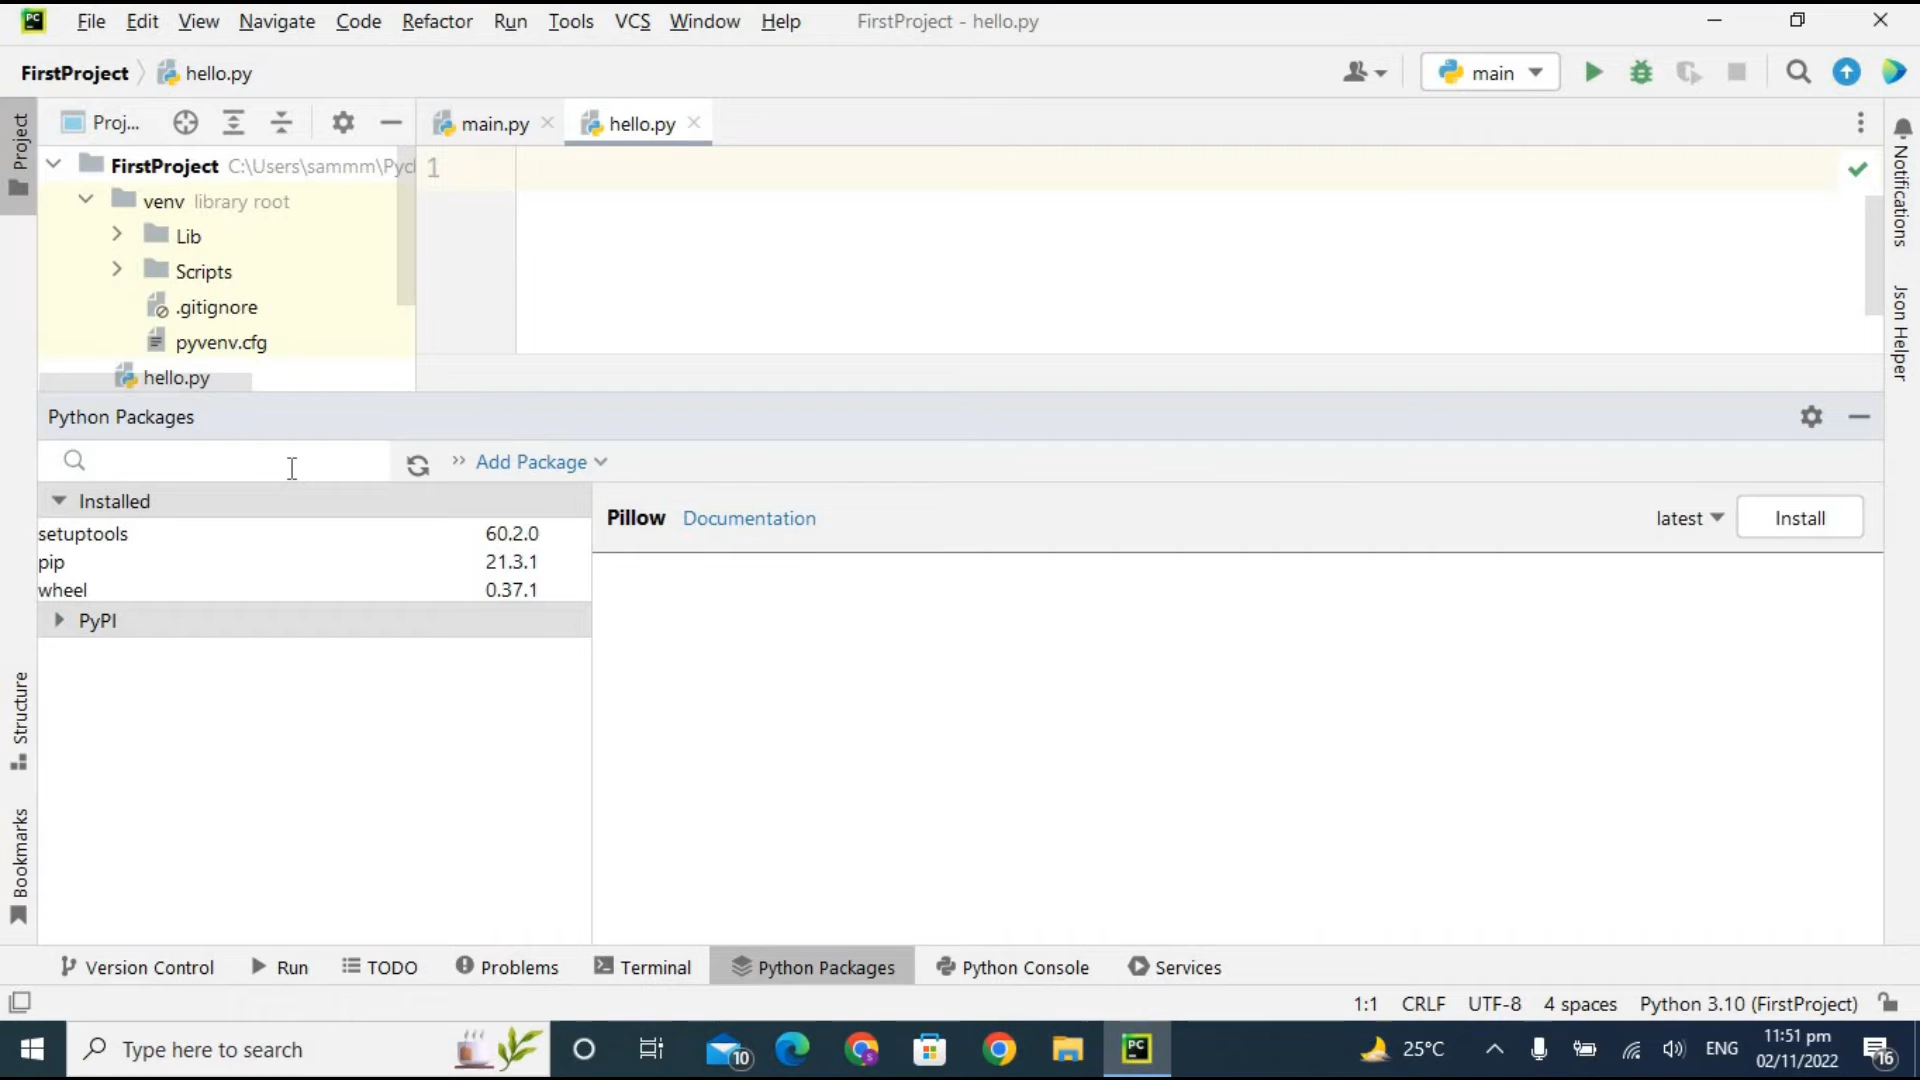 PC File Edit View Navigate Code Refactor Run Tools VCS Window Help FirstProject - hello.py
FirstProject hello.py main
Project
Proj... main.py hello.py
FirstProject C:\Users\sammm\Pycl
1
venv library root
Lib
Scripts
.gitignore
pyvenv.cfg
hello.py
Notifications
Json Helper
Python Packages
Add Package
Installed
setuptools 60.2.0
pip 21.3.1
wheel 0.37.1
PyPI
Pillow Documentation latest Install
Structure
Bookmarks
Version Control Run TODO Problems Terminal Python Packages Python Console Services
1:1 CRLF UTF-8 4 spaces Python 3.10 (FirstProject)
Type here to search 10 S PC 25°C ENG 11:51 pm
02/11/2022 16